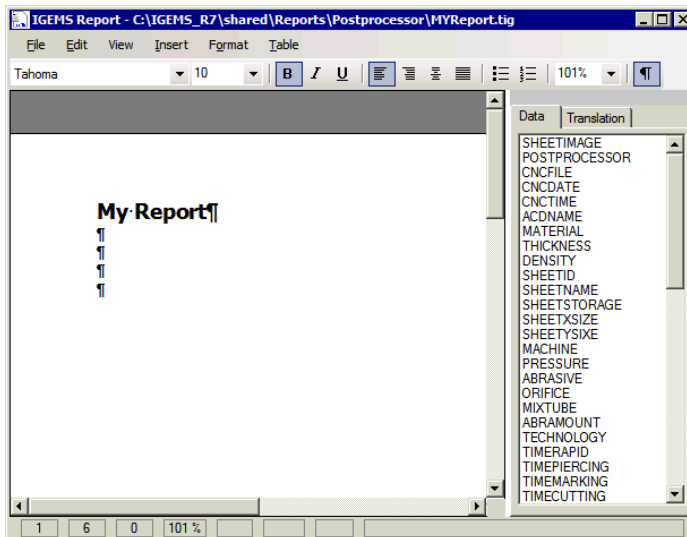 IGEMS Report - C:\IGEMS_R7\shared\Reports\Postprocessor\MYReport.tig
File Edit View Insert Format Table
Tahoma 10 B I U 101% ¶
Data Translation
My·Report¶
¶
¶
¶
¶
SHEETIMAGE
POSTPROCESSOR
CNCFILE
CNCDATE
CNCTIME
ACDNAME
MATERIAL
THICKNESS
DENSITY
SHEETID
SHEETNAME
SHEETSTORAGE
SHEETXSIZE
SHEETYSIXE
MACHINE
PRESSURE
ABRASIVE
ORIFICE
MIXTUBE
ABRAMOUNT
TECHNOLOGY
TIMERAPID
TIMEPIERCING
TIMEMARKING
TIMECUTTING
1 6 0 101 %